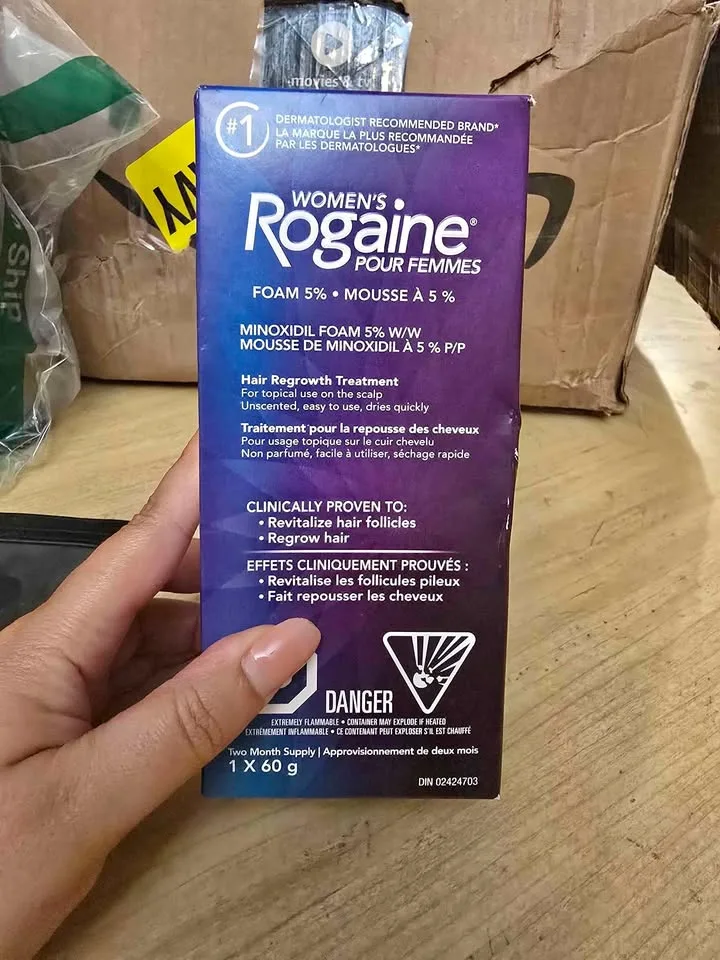 movies & tv
#1
DERMATOLOGIST RECOMMENDED BRAND*
LA MARQUE LA PLUS RECOMMANDÉE
PAR LES DERMATOLOGUES*
WOMEN'S
Rogaine®
POUR FEMMES
FOAM 5% • MOUSSE À 5 %
MINOXIDIL FOAM 5% W/W
MOUSSE DE MINOXIDIL À 5 % P/P
Hair Regrowth Treatment
For topical use on the scalp
Unscented, easy to use, dries quickly
Traitement pour la repousse des cheveux
Pour usage topique sur le cuir chevelu
Non parfumé, facile à utiliser, séchage rapide
CLINICALLY PROVEN TO:
• Revitalize hair follicles
• Regrow hair
EFFETS CLINIQUEMENT PROUVÉS :
• Revitalise les follicules pileux
• Fait repousser les cheveux
DANGER
EXTREMELY FLAMMABLE • CONTAINER MAY EXPLODE IF HEATED
EXTRÊMEMENT INFLAMMABLE • CE CONTENANT PEUT EXPLOSER S'IL EST CHAUFFÉ
Two Month Supply | Approvisionnement de deux mois
1 X 60 g
DIN 02424703
Ship